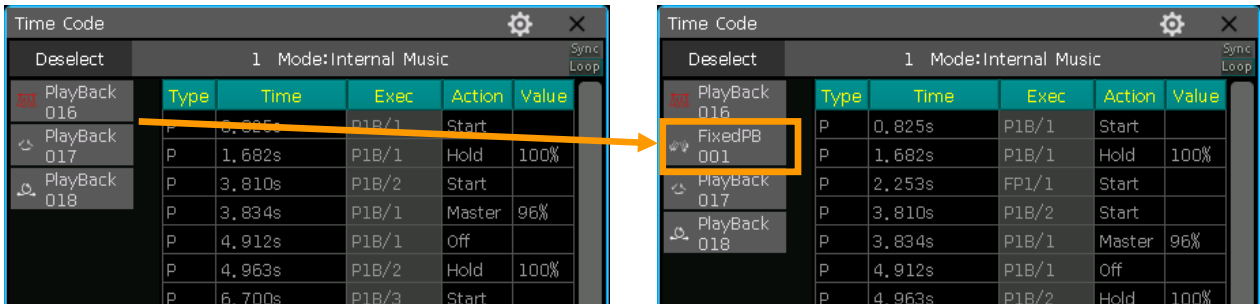 Time Code
Deselect
1 Mode:Internal Music
Sync
Loop
PlayBack
016
PlayBack
017
PlayBack
018
Type Time Exec Action Value
P 0.825s P1B/1 Start
P 1.682s P1B/1 Hold 100%
P 3.810s P1B/2 Start
P 3.834s P1B/1 Master 96%
P 4.912s P1B/1 Off
P 4.963s P1B/2 Hold 100%
P 6.700s P1B/3 Start
Time Code
Deselect
1 Mode:Internal Music
Sync
Loop
PlayBack
016
FixedPB
001
PlayBack
017
PlayBack
018
Type Time Exec Action Value
P 0.825s P1B/1 Start
P 1.682s P1B/1 Hold 100%
P 2.253s FP1/1 Start
P 3.810s P1B/2 Start
P 3.834s P1B/1 Master 96%
P 4.912s P1B/1 Off
P 4.963s P1B/2 Hold 100%